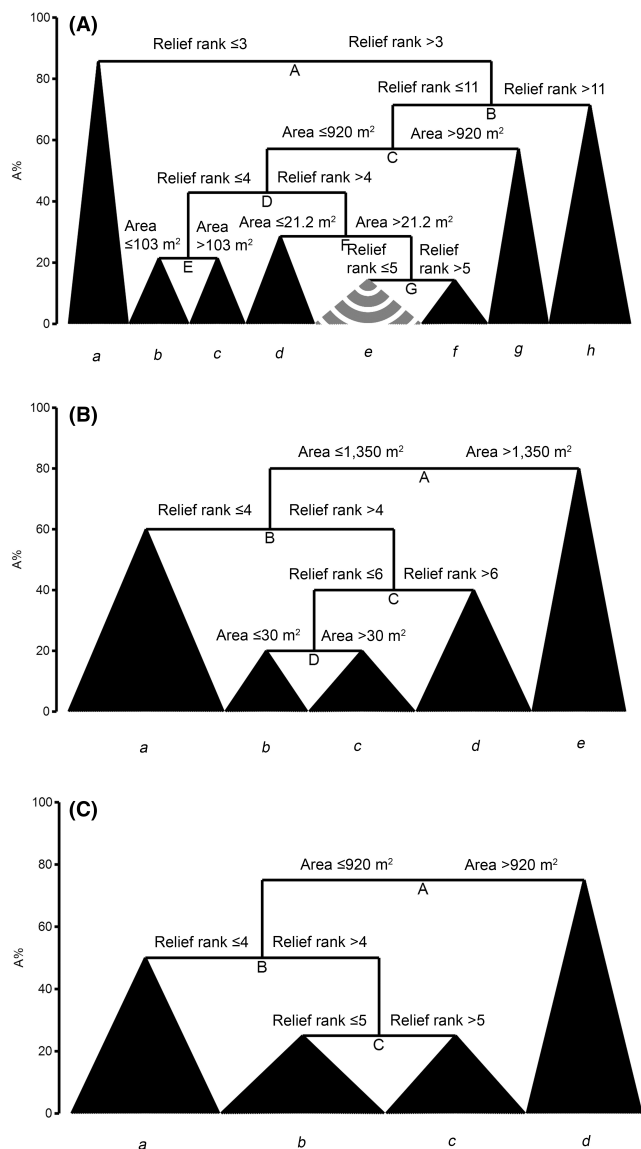 (A)
100
80
60
40
20
0
A%
Relief rank ≤3 Relief rank >3
A
Relief rank ≤11 Relief rank >11
B
Area ≤920 m² Area >920 m²
C
Relief rank ≤4 Relief rank >4
D
Area ≤103 m² Area >103 m² Area ≤21.2 m² Area >21.2 m²
E
F
Relief rank ≤5 Relief rank >5
G
a b c d e f g h
(B)
100
80
60
40
20
0
A%
Area ≤1,350 m² Area >1,350 m²
A
Relief rank ≤4 Relief rank >4
B
Relief rank ≤6 Relief rank >6
C
Area ≤30 m² Area >30 m²
D
a b c d e
(C)
100
80
60
40
20
0
A%
Area ≤920 m² Area >920 m²
A
Relief rank ≤4 Relief rank >4
B
Relief rank ≤5 Relief rank >5
C
a b c d